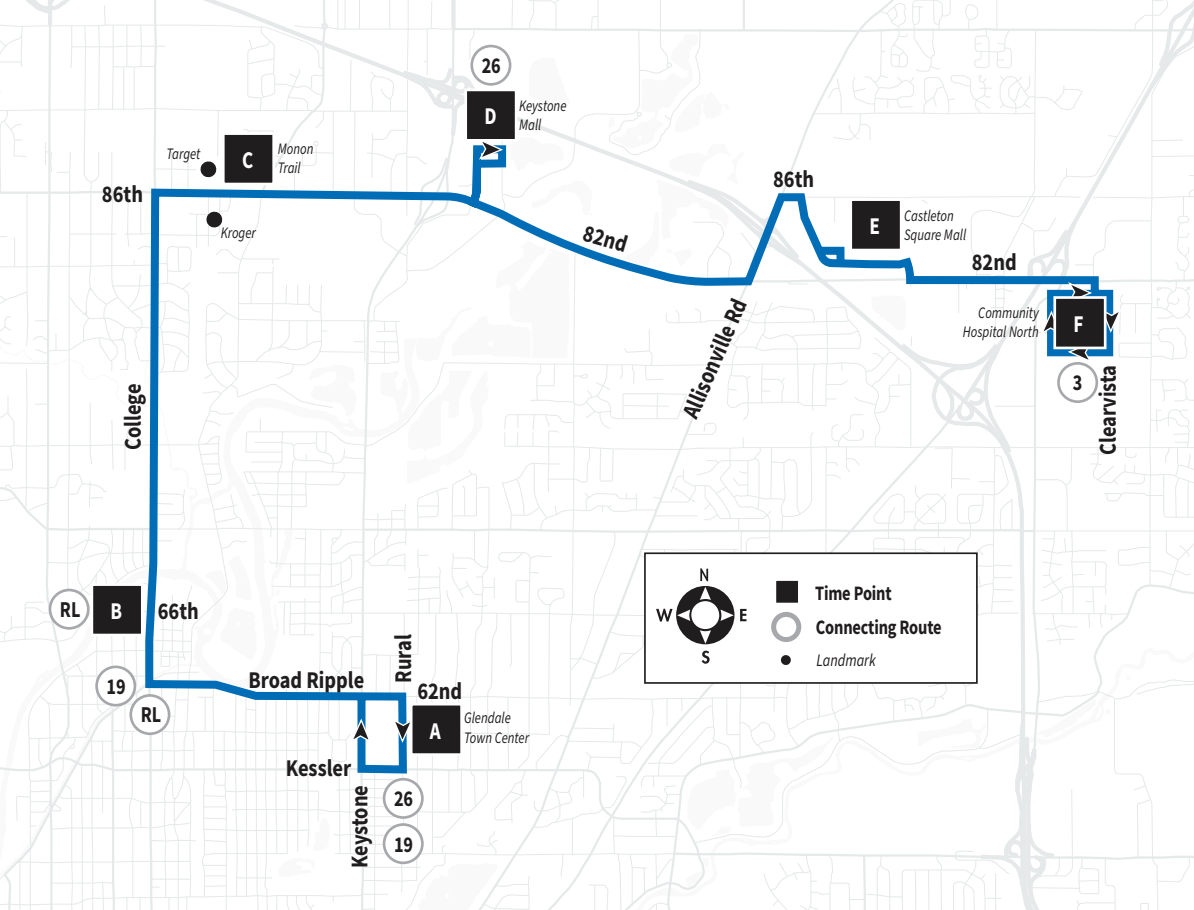 26
D
Keystone
Mall
Target
C
Monon
Trail
86th
Kroger
86th
82nd
E
Castleton
Square Mall
82nd
Community
Hospital North
F
3
Clearvista
Allisonville Rd
College
RL
B
66th
19
RL
Broad Ripple
Rural
62nd
A
Glendale
Town Center
Kessler
Keystone
26
19
N
W
E
S
Time Point
Connecting Route
Landmark